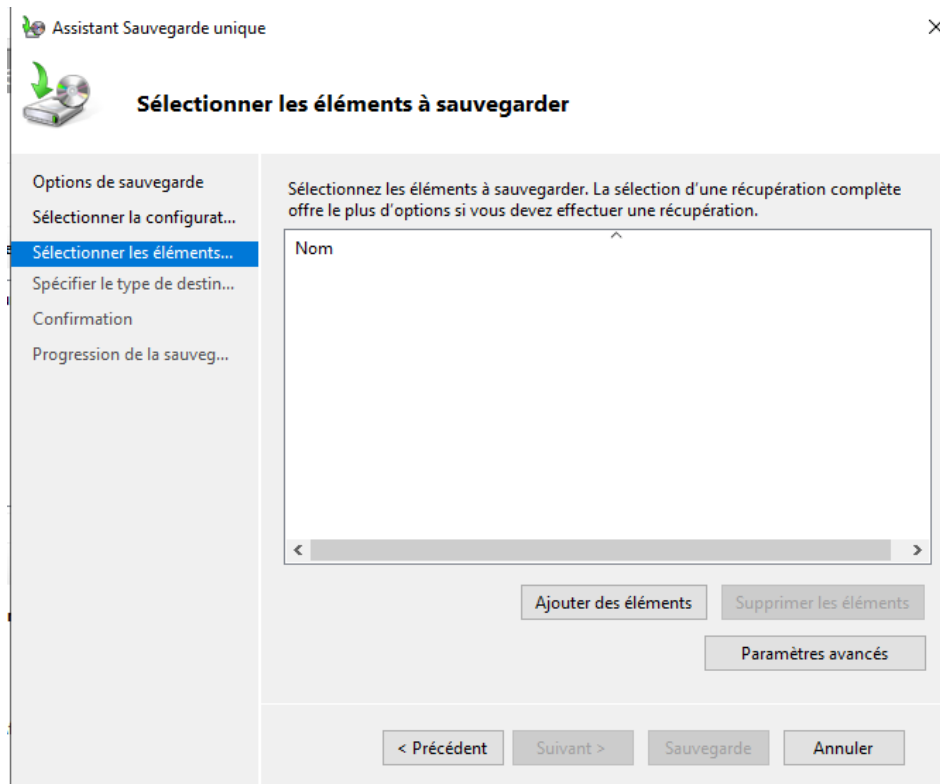 Assistant Sauvegarde unique
Sélectionner les éléments à sauvegarder
Options de sauvegarde
Sélectionner la configurat...
Sélectionner les éléments...
Spécifier le type de destin...
Confirmation
Progression de la sauveg...
Sélectionnez les éléments à sauvegarder. La sélection d'une récupération complète
offre le plus d'options si vous devez effectuer une récupération.
Nom
Ajouter des éléments
Supprimer les éléments
Paramètres avancés
< Précédent
Suivant >
Sauvegarde
Annuler